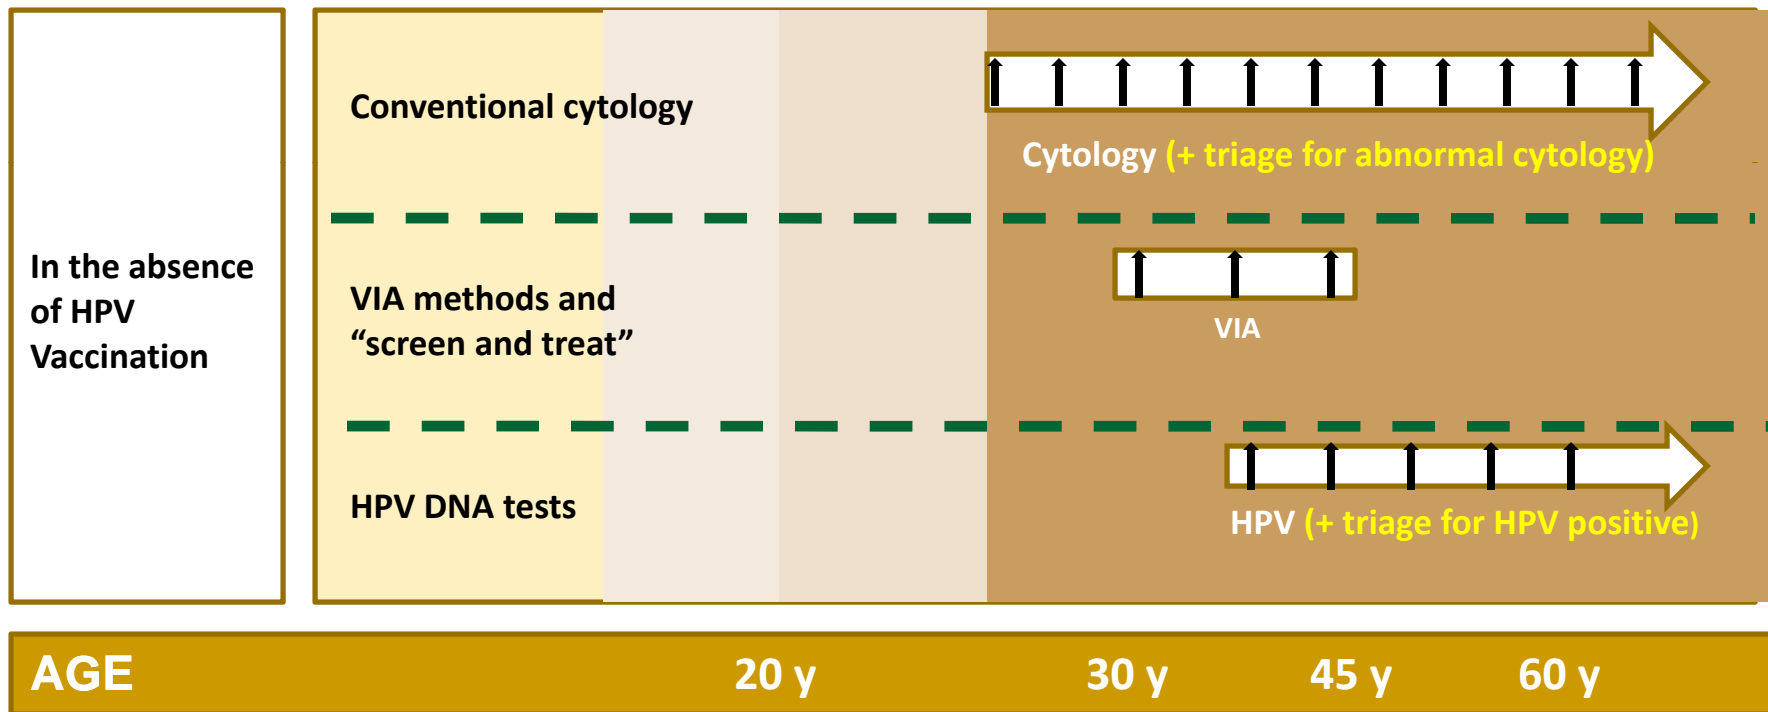 Conventional cytology
Cytology (+ triage for abnormal cytology)
In the absence
of HPV
Vaccination
VIA methods and
“screen and treat”
VIA
HPV DNA tests
HPV (+ triage for HPV positive)
AGE 20 y 30 y 45 y 60 y